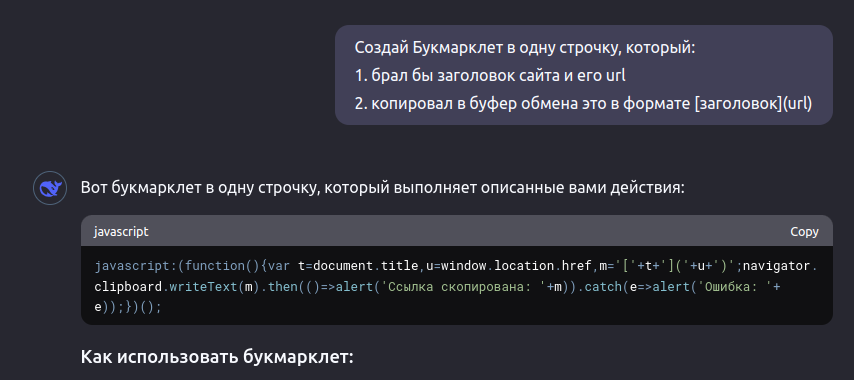 Создай Букмарклет в одну строчку, который:
1. брал бы заголовок сайта и его url
2. копировал в буфер обмена это в формате [заголовок](url)
Вот букмарклет в одну строчку, который выполняет описанные вами действия:
javascript
Copy
javascript:(function(){var t=document.title,u=window.location.href,m='['+t+']('+u+')';navigator.
clipboard.writeText(m).then(()=>alert('Ссылка скопирована: '+m)).catch(e=>alert('Ошибка: '+
e));})();
Как использовать букмарклет: